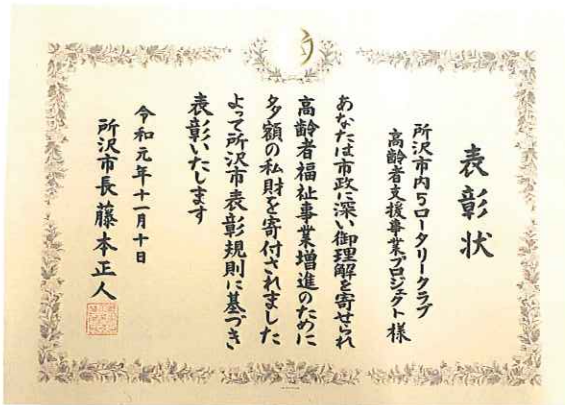 表彰状
所沢市内5ロータリークラブ
高齢者支援事業プロジェクト様
あなたは市政に深い御理解を寄せられ
高齢者福祉事業増進のために
多額の私財を寄付されました
よって所沢市表彰規則に基づき
表彰いたします
令和元年十一月十日
所沢市長 藤本正人